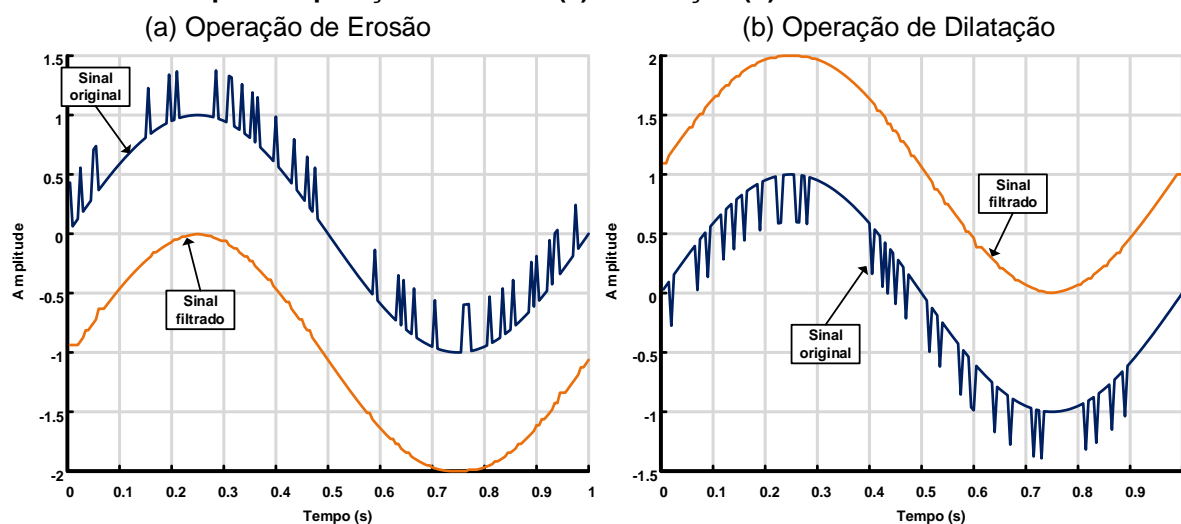 (a) Operação de Erosão
1.5
1
0.5
0
-0.5
-1
-1.5
-2
Amplitude
Sinal
original
Sinal
filtrado
0 0.1 0.2 0.3 0.4 0.5 0.6 0.7 0.8 0.9 1
Tempo (s)
(b) Operação de Dilatação
2
1.5
1
0.5
0
-0.5
-1
-1.5
Amplitude
Sinal
filtrado
Sinal
original
0 0.1 0.2 0.3 0.4 0.5 0.6 0.7 0.8 0.9
Tempo (s)